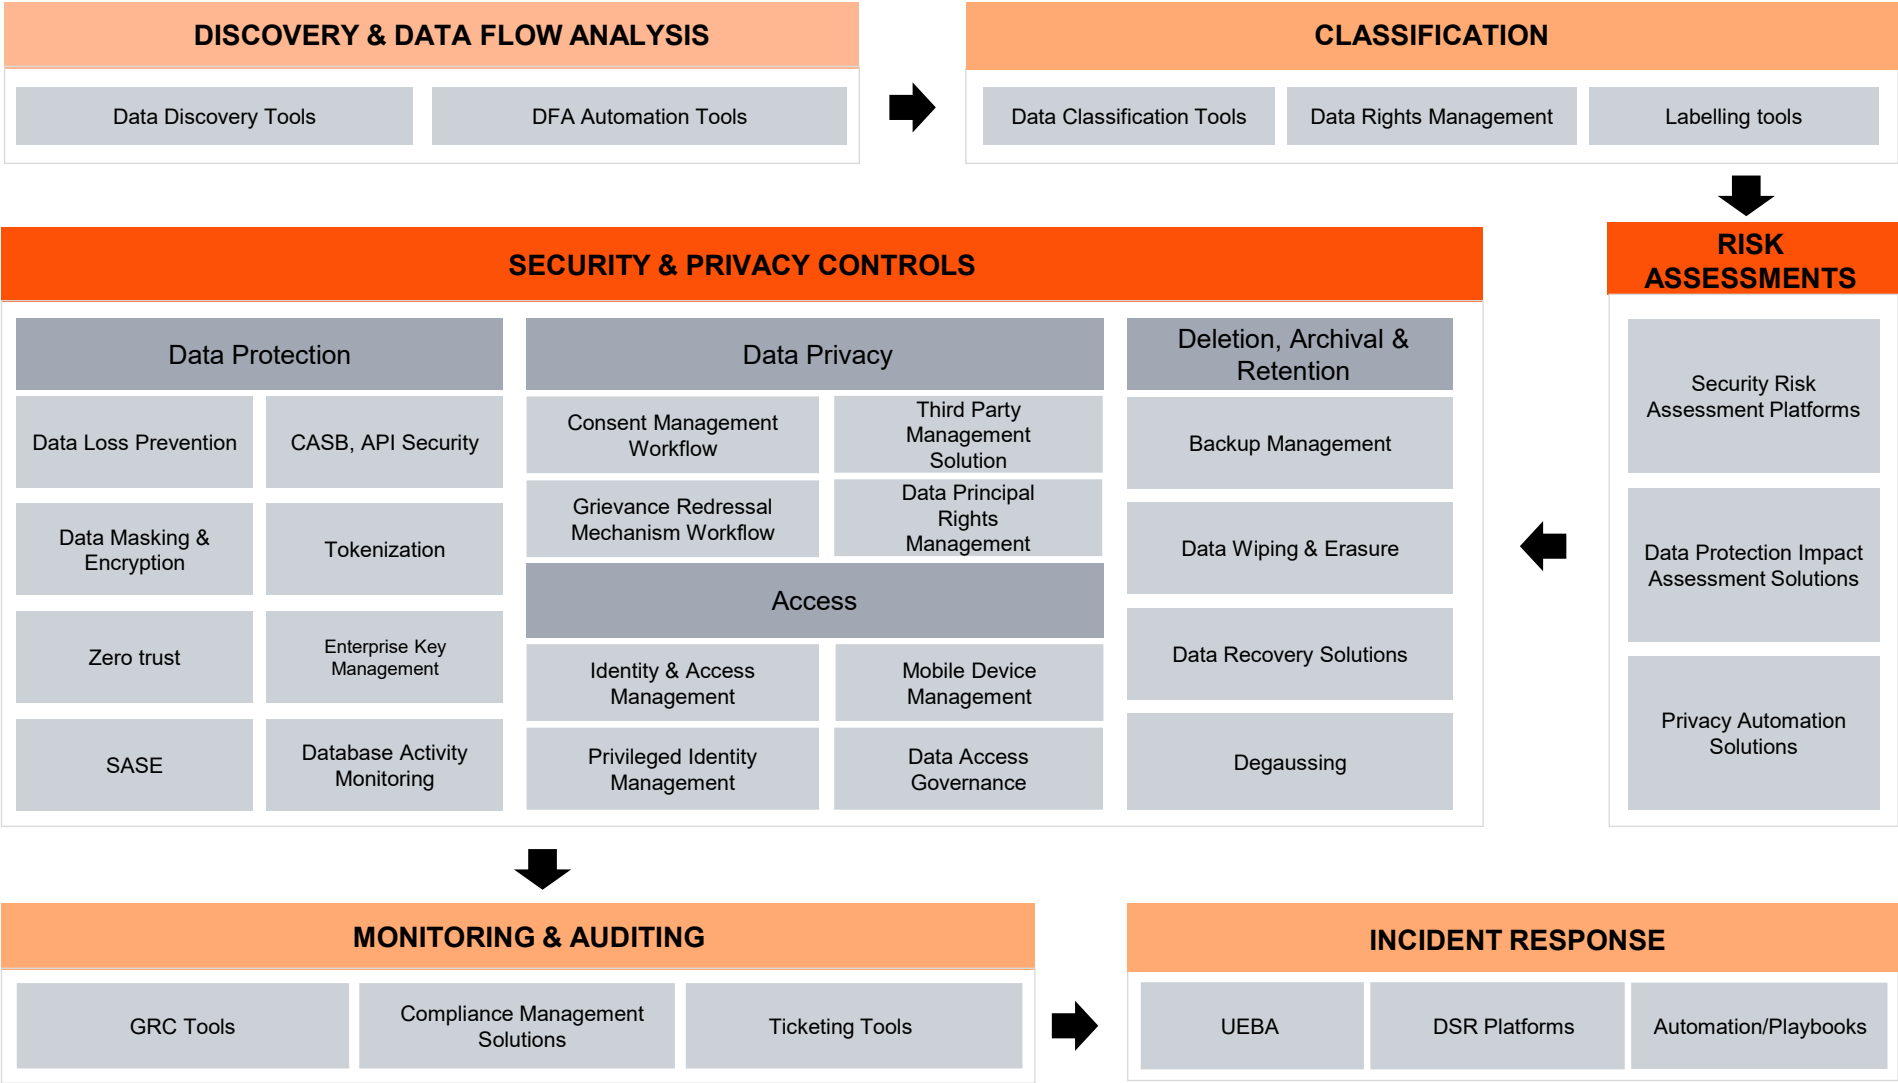 DISCOVERY & DATA FLOW ANALYSIS
Data Discovery Tools
DFA Automation Tools
CLASSIFICATION
Data Classification Tools
Data Rights Management
Labelling tools
RISK
ASSESSMENTS
Security Risk
Assessment Platforms
Data Protection Impact
Assessment Solutions
Privacy Automation
Solutions
SECURITY & PRIVACY CONTROLS
Data Protection
Data Loss Prevention
CASB, API Security
Data Masking &
Encryption
Tokenization
Zero trust
Enterprise Key
Management
SASE
Database Activity
Monitoring
Data Privacy
Consent Management
Workflow
Third Party
Management
Solution
Grievance Redressal
Mechanism Workflow
Data Principal
Rights
Management
Access
Identity & Access
Management
Mobile Device
Management
Privileged Identity
Management
Data Access
Governance
Deletion, Archival &
Retention
Backup Management
Data Wiping & Erasure
Data Recovery Solutions
Degaussing
MONITORING & AUDITING
GRC Tools
Compliance Management
Solutions
Ticketing Tools
INCIDENT RESPONSE
UEBA
DSR Platforms
Automation/Playbooks